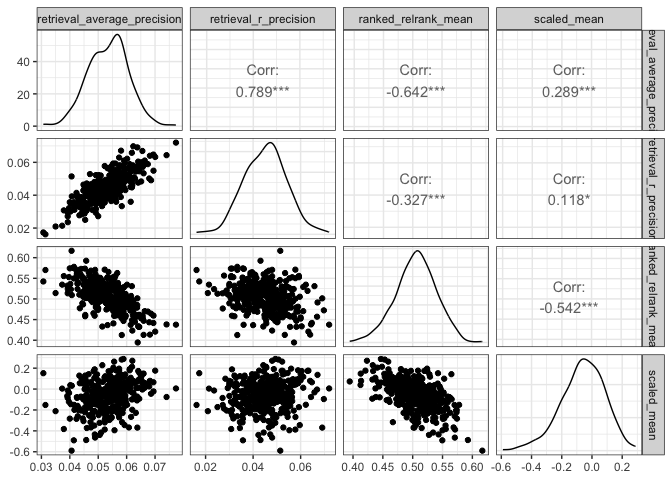 retrieval_average_precision
retrieval_r_precision
ranked_relrank_mean
scaled_mean
40
20
0
Corr:
0.789***
Corr:
-0.642***
Corr:
0.289***
eval_average_preci
0.06
0.04
0.02
Corr:
-0.327***
Corr:
0.118*
etrieval_r_precision
0.60
0.55
0.50
0.45
0.40
Corr:
-0.542***
anked_relrank_mea
0.2
0.0
-0.2
-0.4
-0.6
scaled_mean
0.03 0.04 0.05 0.06 0.07
0.02 0.04 0.06
0.40 0.45 0.50 0.55 0.60
-0.6 -0.4 -0.2 0.0 0.2